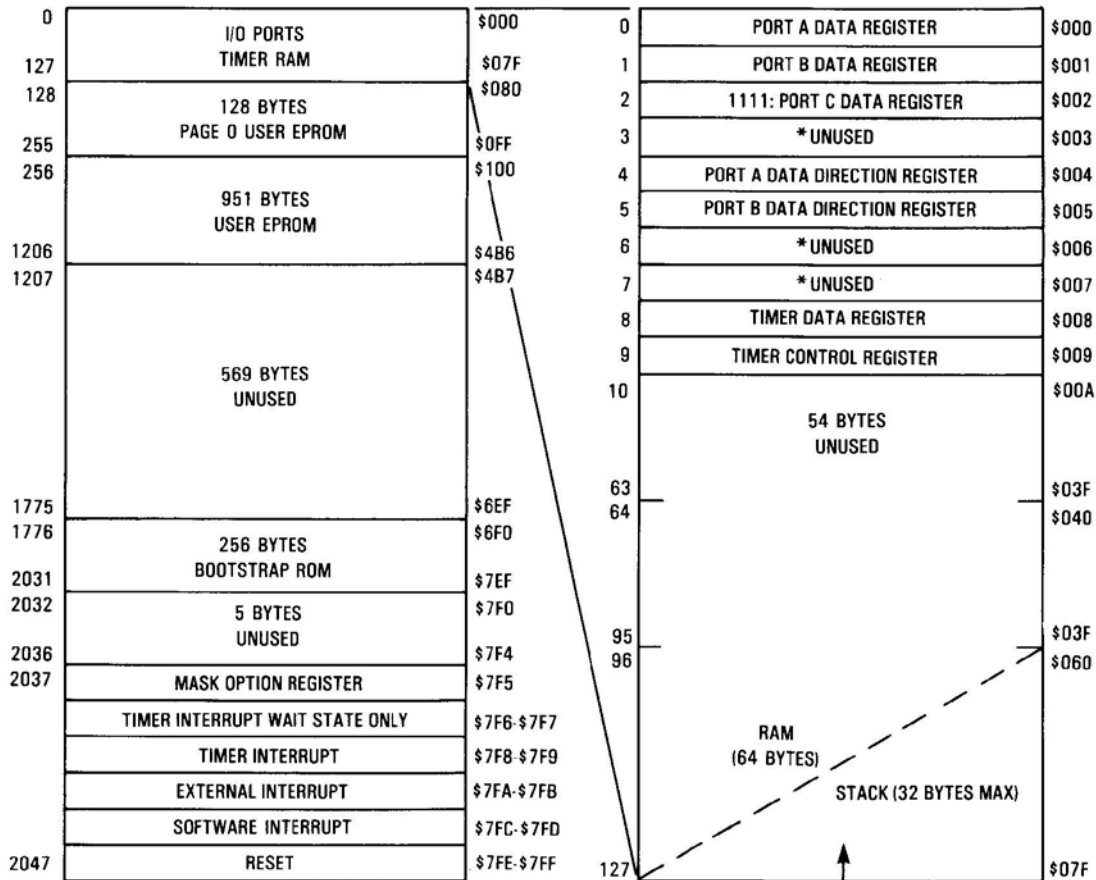 0 $000
I/O PORTS
TIMER RAM
127 $07F
128 $080
128 BYTES
PAGE 0 USER EPROM
255 $0FF
256 $100
951 BYTES
USER EPROM
1206 $4B6
1207 $4B7
569 BYTES
UNUSED
1775 $6EF
1776 $6F0
256 BYTES
BOOTSTRAP ROM
2031 $7EF
2032 $7F0
5 BYTES
UNUSED
2036 $7F4
2037 MASK OPTION REGISTER $7F5
TIMER INTERRUPT WAIT STATE ONLY $7F6-$7F7
TIMER INTERRUPT $7F8-$7F9
EXTERNAL INTERRUPT $7FA-$7FB
SOFTWARE INTERRUPT $7FC-$7FD
2047 RESET $7FE-$7FF
0 PORT A DATA REGISTER $000
1 PORT B DATA REGISTER $001
2 1111: PORT C DATA REGISTER $002
3 * UNUSED $003
4 PORT A DATA DIRECTION REGISTER $004
5 PORT B DATA DIRECTION REGISTER $005
6 * UNUSED $006
7 * UNUSED $007
8 TIMER DATA REGISTER $008
9 TIMER CONTROL REGISTER $009
10 $00A
54 BYTES
UNUSED
63 $03F
64 $040
95 $03F
96 $060
RAM
(64 BYTES)
STACK (32 BYTES MAX)
127 $07F